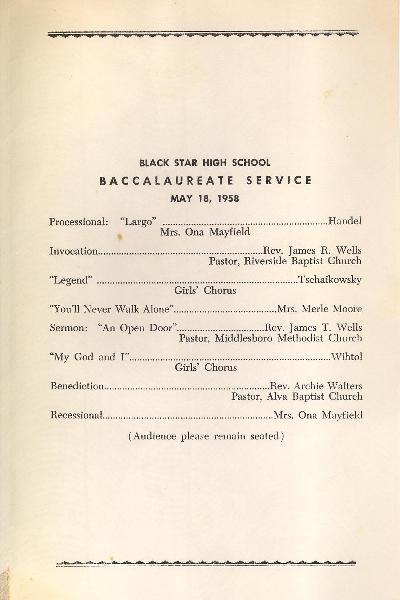 BLACK STAR HIGH SCHOOL
BACCALAUREATE SERVICE
MAY 18, 1958
Processional: "Largo" ........................................................Handel
Mrs. Ona Mayfield
Invocation........................................................Rev. James R. Wells
Pastor, Riverside Baptist Church
"Legend" ....................................................................Tschaikowsky
Girls' Chorus
"You'll Never Walk Alone"...................................Mrs. Merle Moore
Sermon: "An Open Door"..............................Rev. James T. Wells
Pastor, Middlesboro Methodist Church
"My God and I"....................................................................Wihtol
Girls' Chorus
Benediction........................................................Rev. Archie Walters
Pastor, Alva Baptist Church
Recessional.........................................................Mrs. Ona Mayfield
(Audience please remain seated)